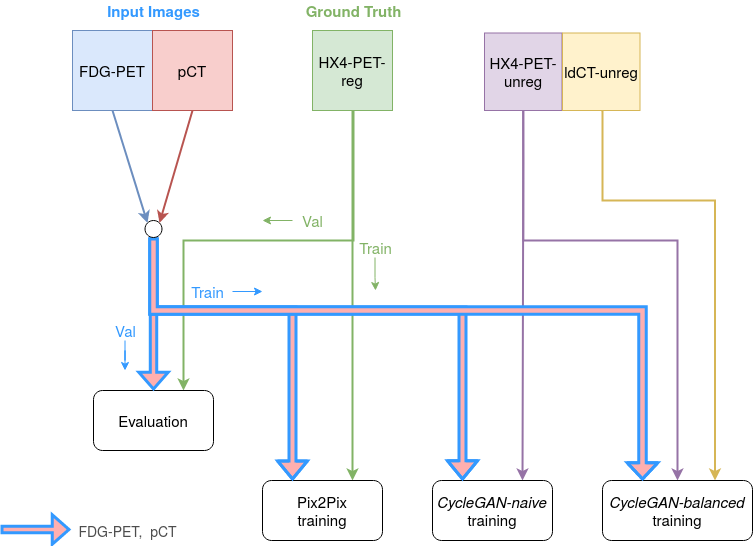 Input Images
Ground Truth
FDG-PET
pCT
HX4-PET-
reg
HX4-PET-
unreg
ldCT-unreg
Val
Train
Train
Val
Evaluation
Pix2Pix
training
CycleGAN-naive
training
CycleGAN-balanced
training
FDG-PET, pCT